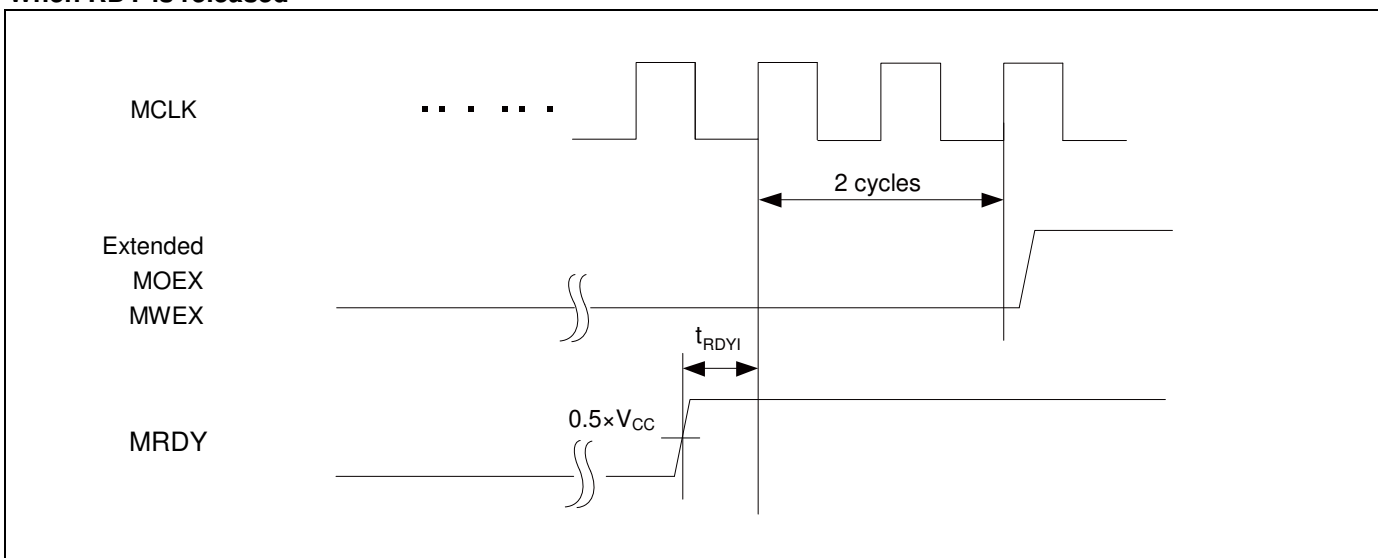 When RDY is released
MCLK
2 cycles
Extended
MOEX
MWEX
tRDYI
0.5×VCC
MRDY